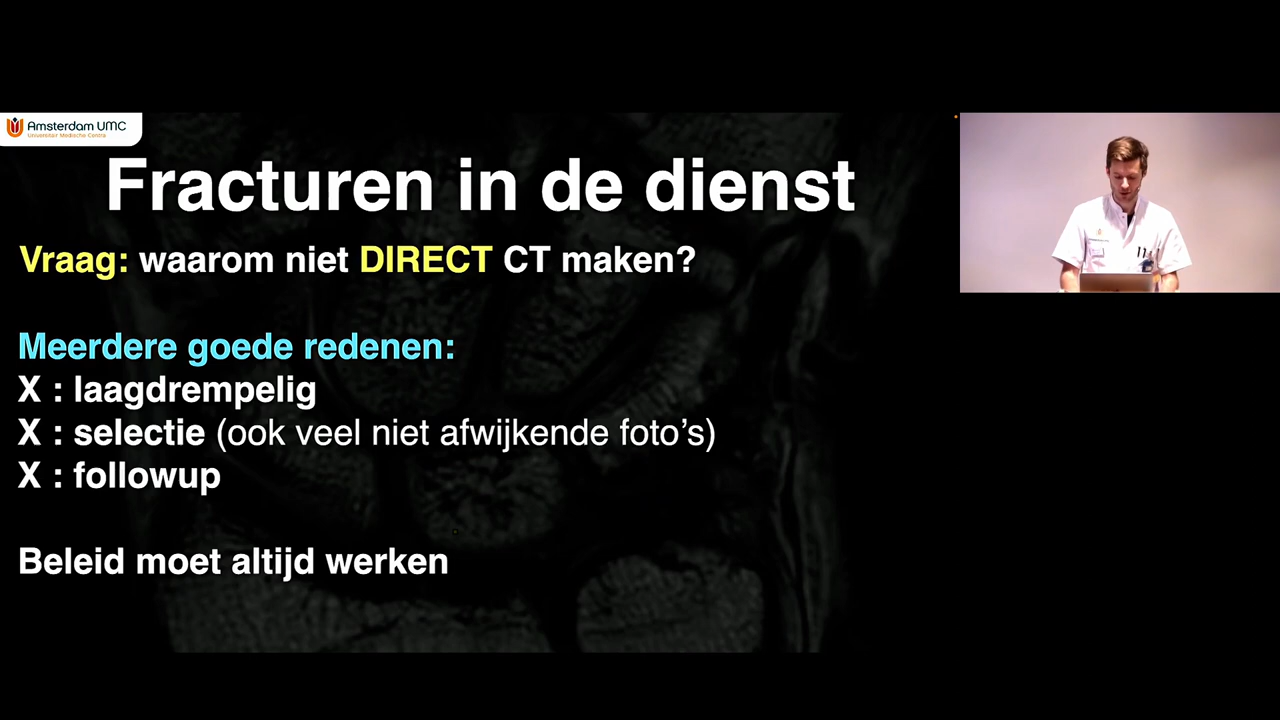 Amsterdam UMC
Universitair Medische Centra
Fracturen in de dienst
Vraag: waarom niet DIRECT CT maken?
Meerdere goede redenen:
X : laagdrempelig
X : selectie (ook veel niet afwijkende foto's)
X : followup
Beleid moet altijd werken